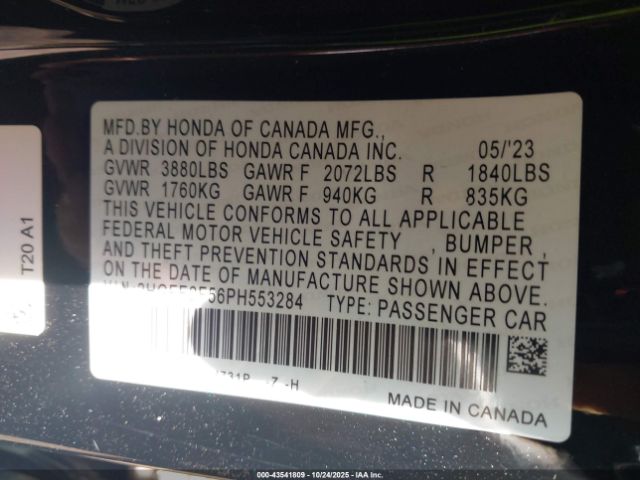 MFD.BY HONDA OF CANADA MFG.,
A DIVISION OF HONDA CANADA INC. 05/'23
GVWR 3880LBS GAWR F 2072LBS R 1840LBS
GVWR 1760KG GAWR F 940KG R 835KG
THIS VEHICLE CONFORMS TO ALL APPLICABLE
FEDERAL MOTOR VEHICLE SAFETY , BUMPER ,
AND THEFT PREVENTION STANDARDS IN EFFECT
ON THE DATE OF MANUFACTURE SHOWN ABOVE.
TYPE: PASSENGER CAR
-Z -H
MADE IN CANADA
T20 A1
000-43541809 | 10/24/2025 | IAA Inc.